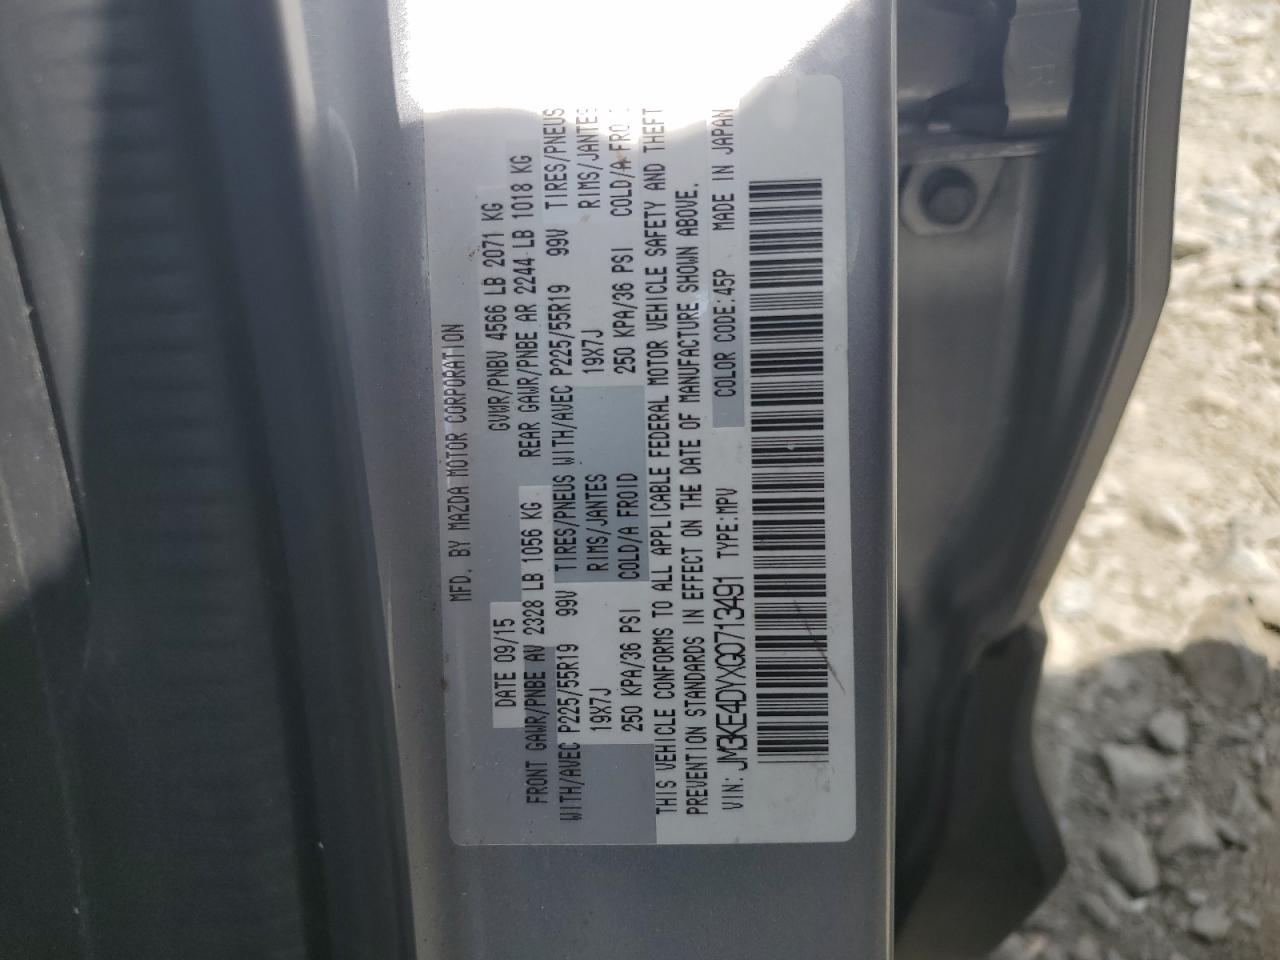 MFD. BY MAZDA MOTOR CORPORATION
DATE 09/15 GVWR/PNBV 4566 LB 2071 KG
FRONT GAWR/PNBE AV 2328 LB 1056 KG REAR GAWR/PNBE AR 2244 LB 1018 KG
WITH/AVEC P225/55R19 99V TIRES/PNEUS WITH/AVEC P225/55R19 99V TIRES/PNEUS
19X7J RIMS/JANTES 19X7J RIMS/JANTES
250 KPA/36 PSI COLD/A FROID 250 KPA/36 PSI COLD/A
THIS VEHICLE CONFORMS TO ALL APPLICABLE FEDERAL MOTOR VEHICLE SAFETY AND THEFT
PREVENTION STANDARDS IN EFFECT ON THE DATE OF MANUFACTURE SHOWN ABOVE.
VIN: JM3KE4DYXG0713491 TYPE:MPV COLOR CODE:45P MADE IN JAPAN